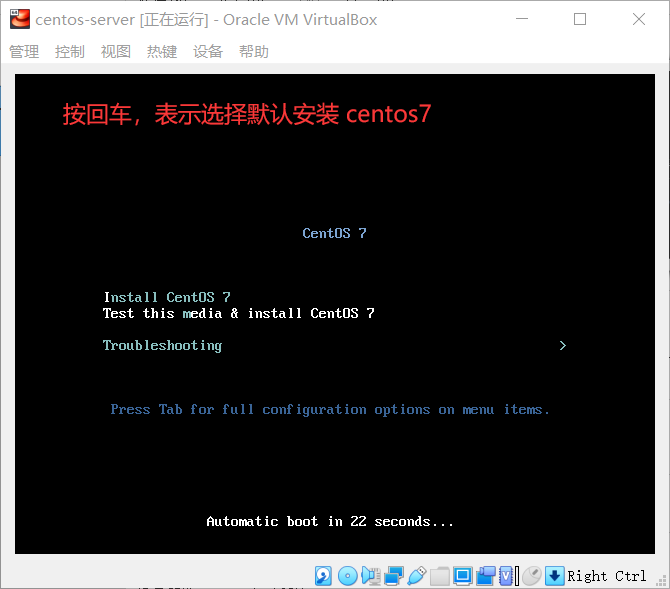 centos-server [正在运行] - Oracle VM VirtualBox
管理 控制 视图 热键 设备 帮助
按回车，表示选择默认安装 centos7
CentOS 7
Install CentOS 7
Test this media & install CentOS 7
Troubleshooting >
Press Tab for full configuration options on menu items.
Automatic boot in 22 seconds...
Right Ctrl